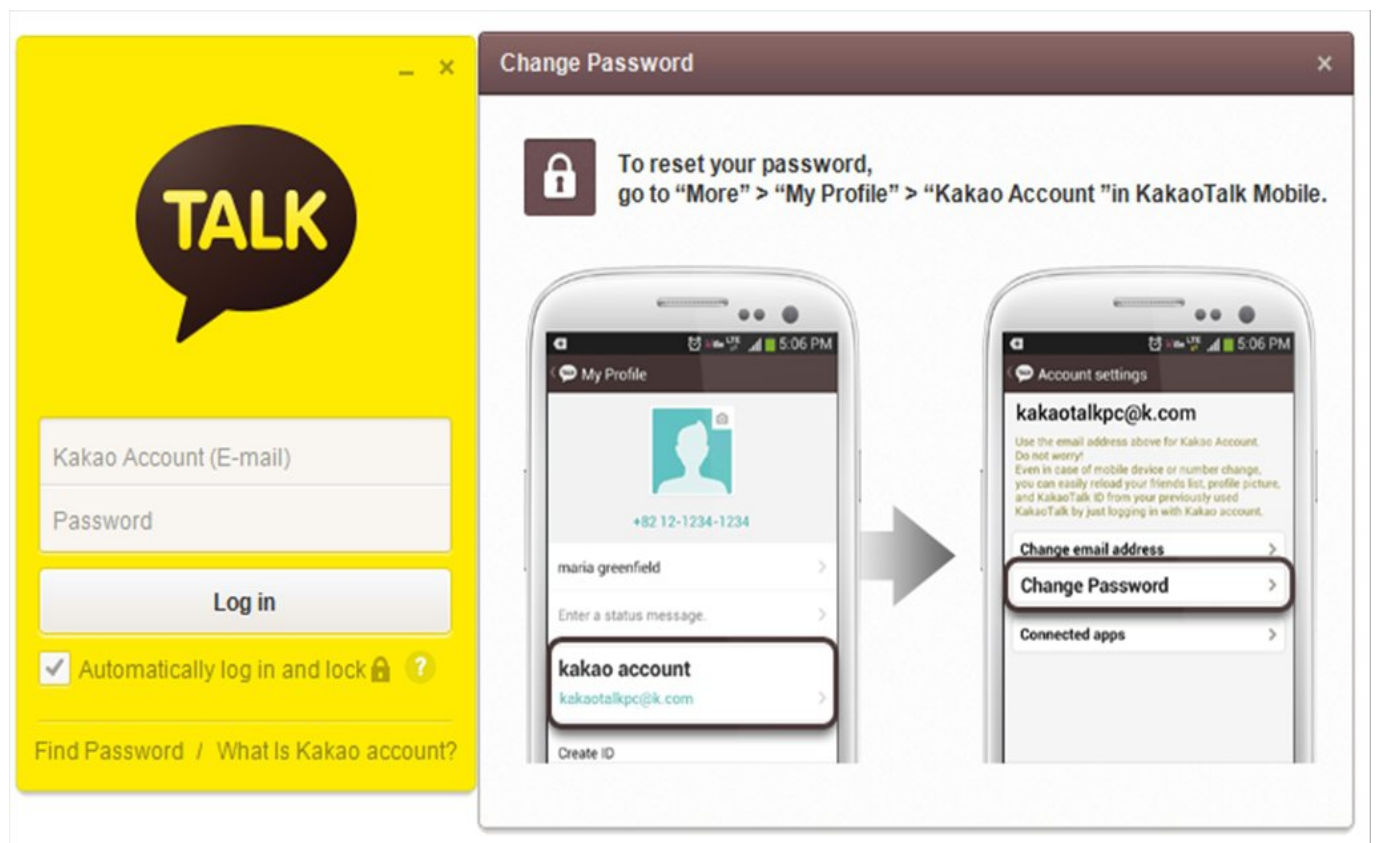 TALK
Kakao Account (E-mail)
Password
Log in
Automatically log in and lock ?
Find Password / What Is Kakao account?
Change Password
To reset your password,
go to “More” > “My Profile” > “Kakao Account ”in KakaoTalk Mobile.
5:06 PM
My Profile
+82 12-1234-1234
maria greenfield
Enter a status message.
kakao account
kakaotalkpc@k.com
Create ID
5:06 PM
Account settings
kakaotalkpc@k.com
Use the email address above for Kakao Account.
Do not worry!
Even in case of mobile device or number change,
you can easily reload your friends list, profile picture,
and KakaoTalk ID from your previously used
KakaoTalk by just logging in with Kakao account.
Change email address
Change Password
Connected apps